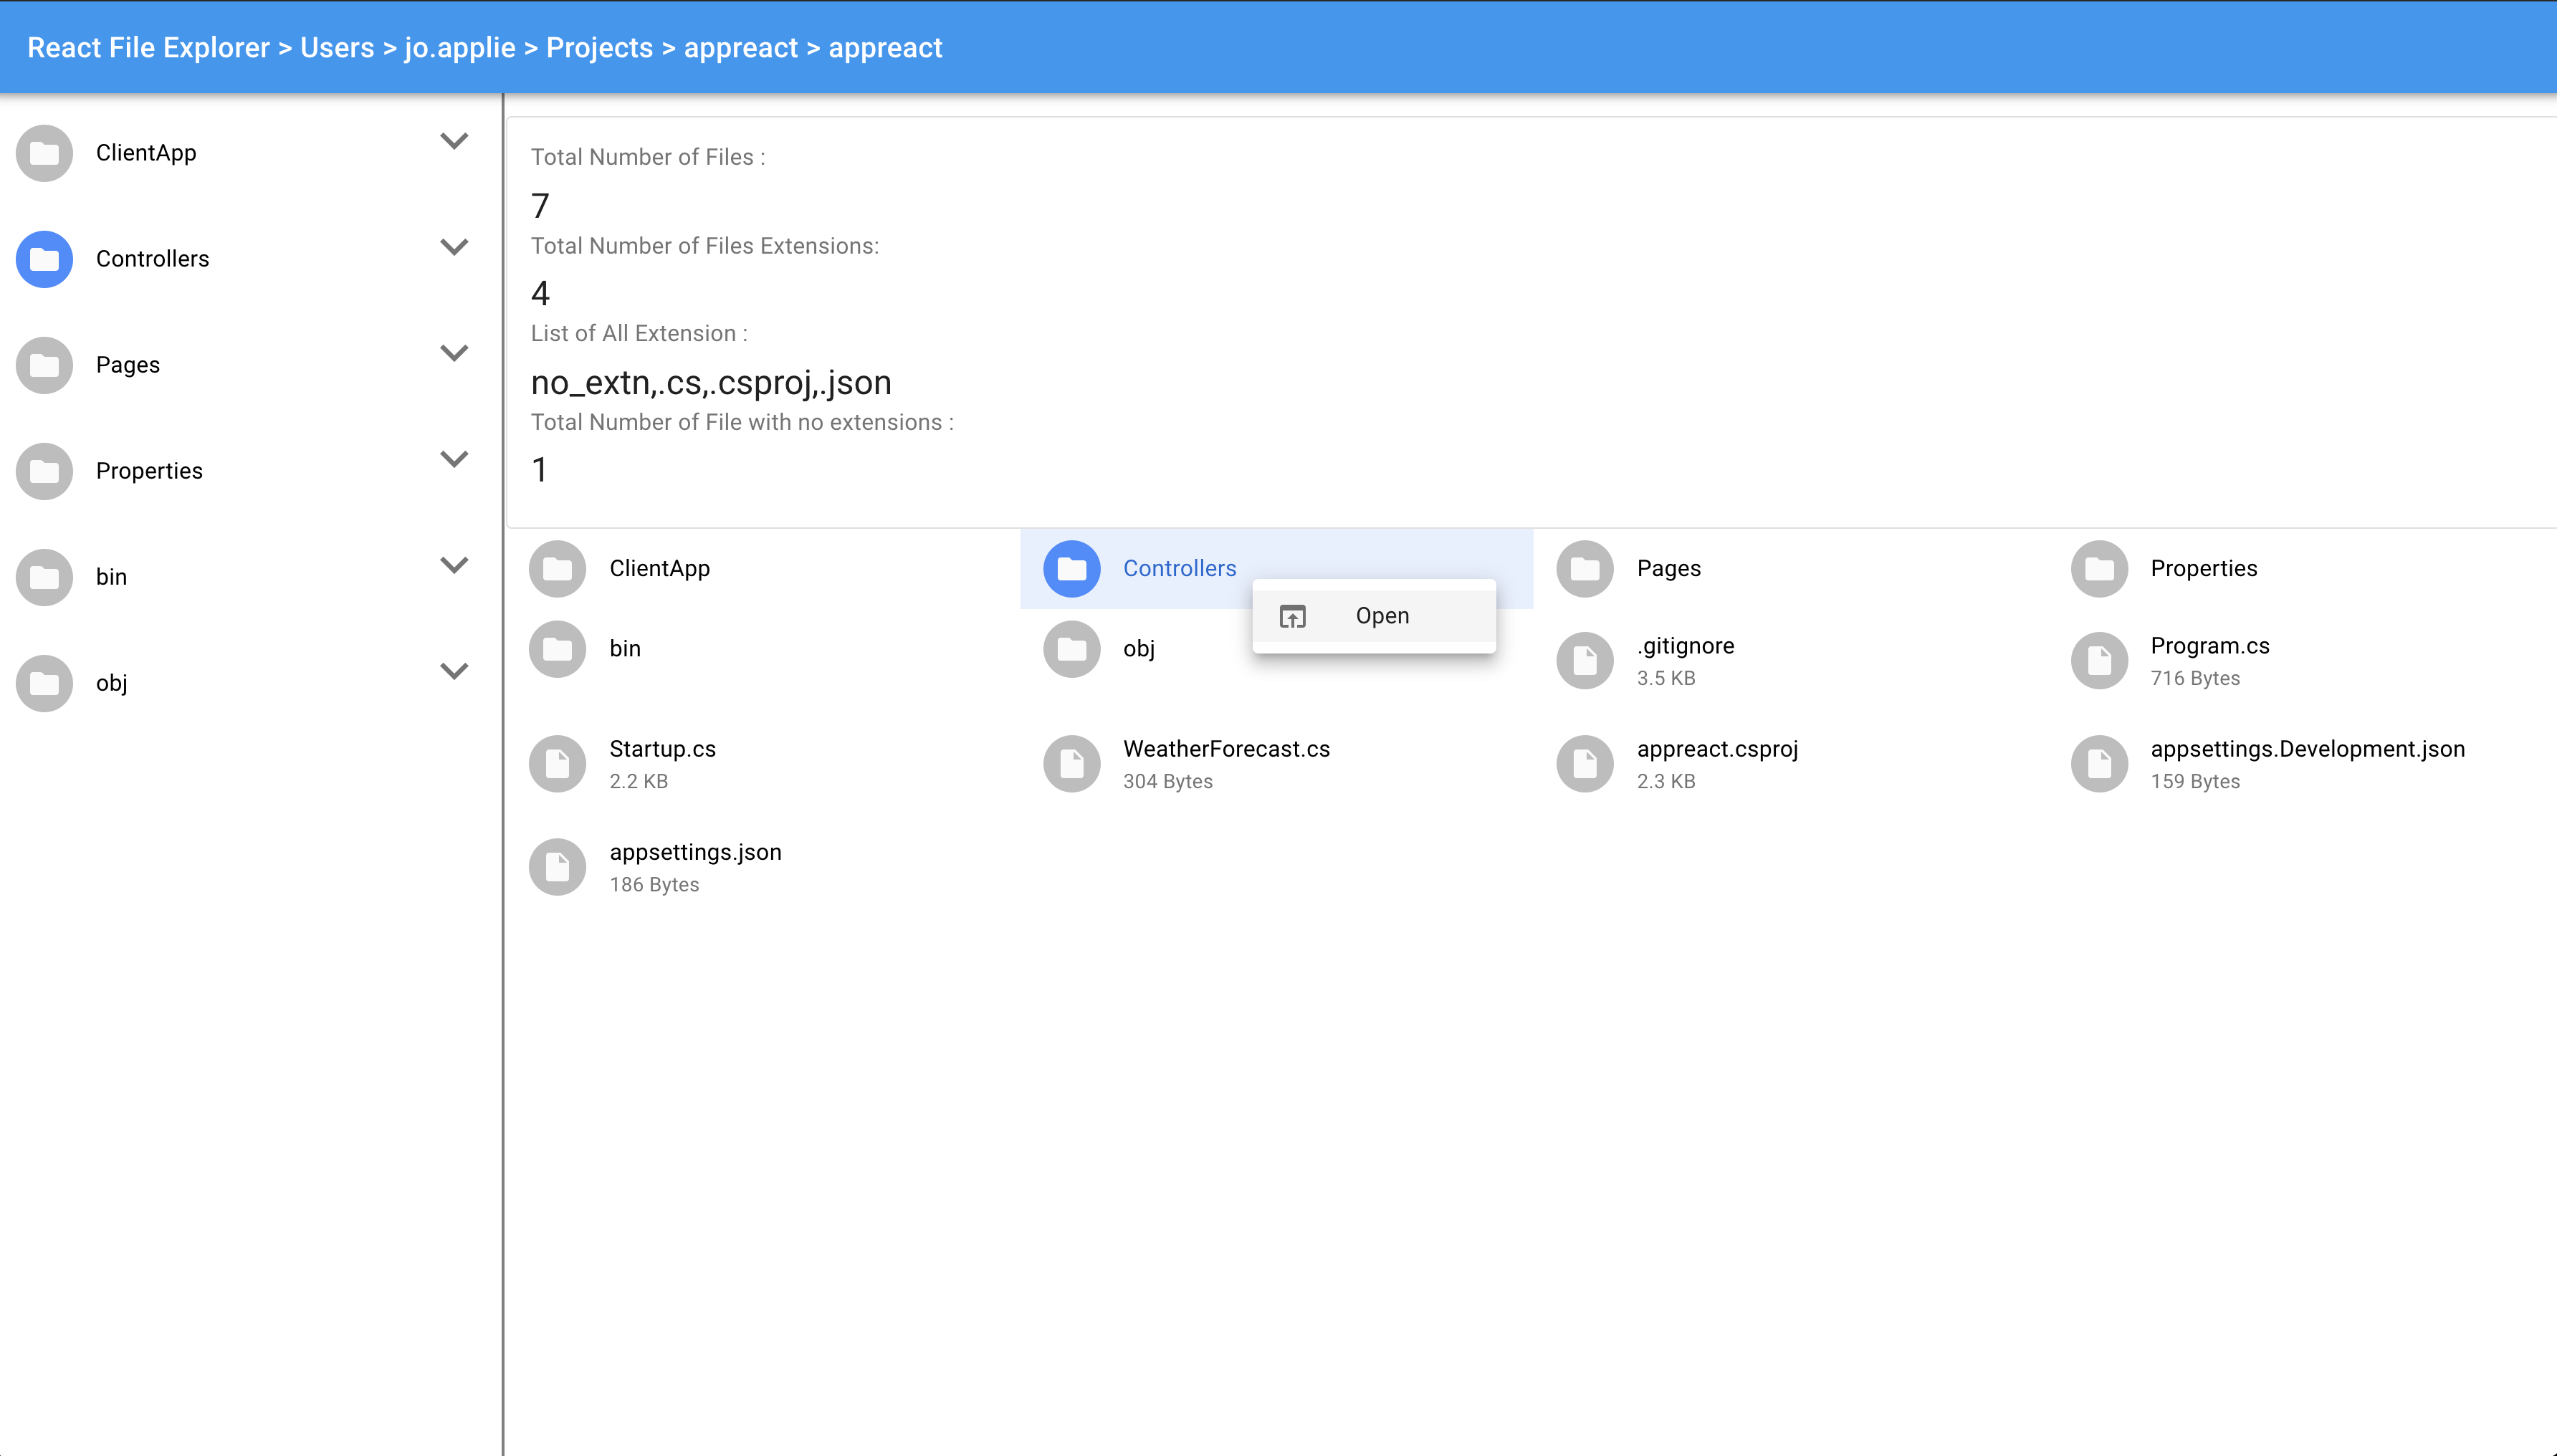 React File Explorer > Users > jo.applie > Projects > appreact > appreact
ClientApp
Controllers
Pages
Properties
bin
obj
Total Number of Files :
7
Total Number of Files Extensions:
4
List of All Extension :
no_extn,.cs,.csproj,.json
Total Number of File with no extensions :
1
ClientApp
Controllers
Pages
Properties
Open
bin
obj
.gitignore
3.5 KB
Program.cs
716 Bytes
Startup.cs
2.2 KB
WeatherForecast.cs
304 Bytes
appreact.csproj
2.3 KB
appsettings.Development.json
159 Bytes
appsettings.json
186 Bytes